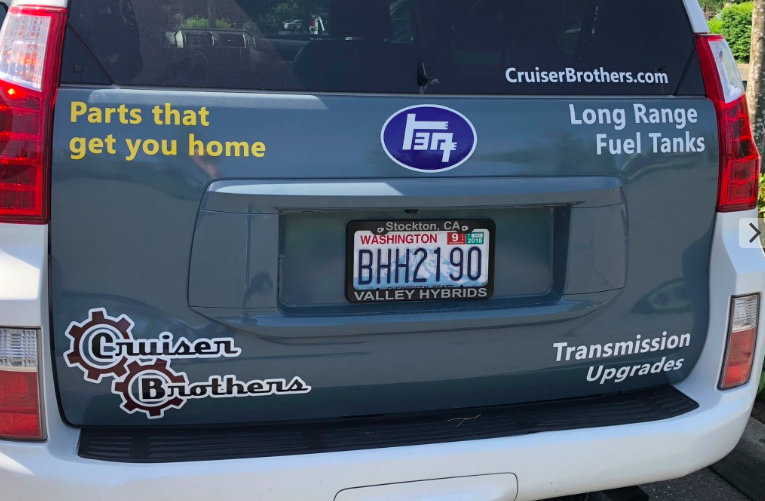 CruiserBrothers.com
Parts that
get you home
Long Range
Fuel Tanks
Stockton, CA
WASHINGTON
9
2018
BHH2190
VALLEY HYBRIDS
Cruiser
Brothers
Transmission
Upgrades